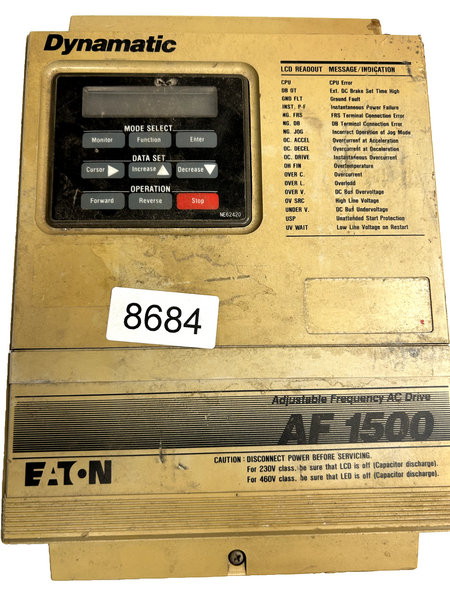 Dynamatic
LCD READOUT MESSAGE/INDICATION
CPU CPU Error
DB OT Ext. DC Brake Set Time High
GND FLT Ground Fault
INST. P-F Instantaneous Power Failure
NG. FRS FRS Terminal Connection Error
NG. DB DB Terminal Connection Error
NG. JOG Incorrect Operation of Jog Mode
OC. ACCEL Overcurrent at Acceleration
OC. DECEL Overcurrent at Deceleration
OC. DRIVE Instantaneous Overcurrent
OH FIN Overtemperature
OVER C. Overcurrent
OVER L. Overload
OVER V. DC Bus Overvoltage
OV SRC High Line Voltage
UNDER V. DC Bus Undervoltage
USP Unattended Start Protection
UV WAIT Low Line Voltage on Restart
MODE SELECT
Monitor Function Enter
DATA SET
Cursor Increase Decrease
OPERATION
Forward Reverse Stop
NE62420
8684
Adjustable Frequency AC Drive
AF 1500
EATON
CAUTION : DISCONNECT POWER BEFORE SERVICING.
For 230V class, be sure that LCD is off (Capacitor discharge).
For 460V class, be sure that LED is off (Capacitor discharge).